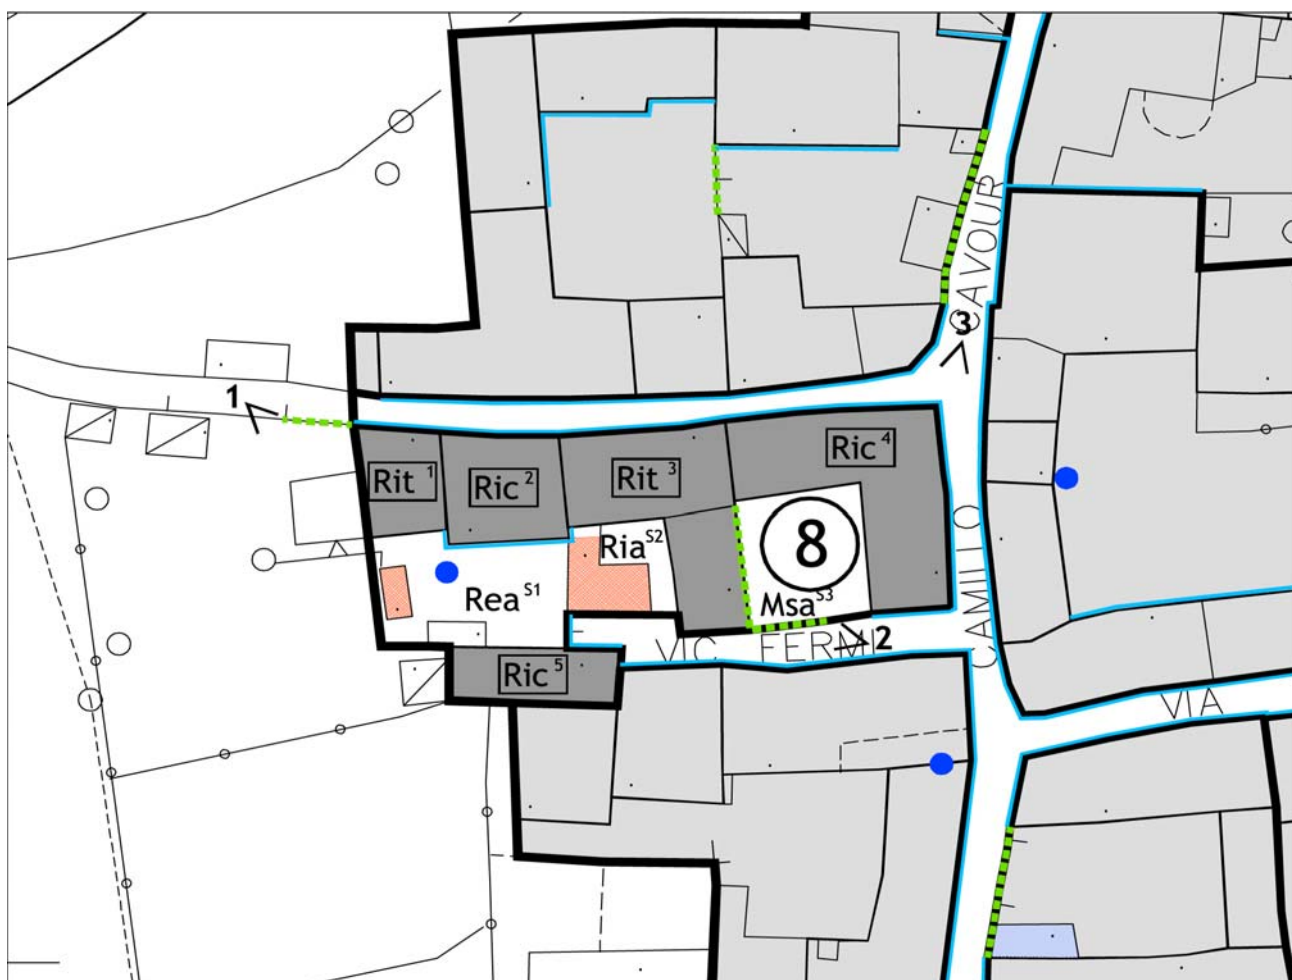 CAVOUR
3
1
Rit 1
Ric 2
Rit 3
Ric 4
8
Ria S2
Rea S1
Msa S3
CAMILLO
VIC FERMI
2
Ric 5
VIA